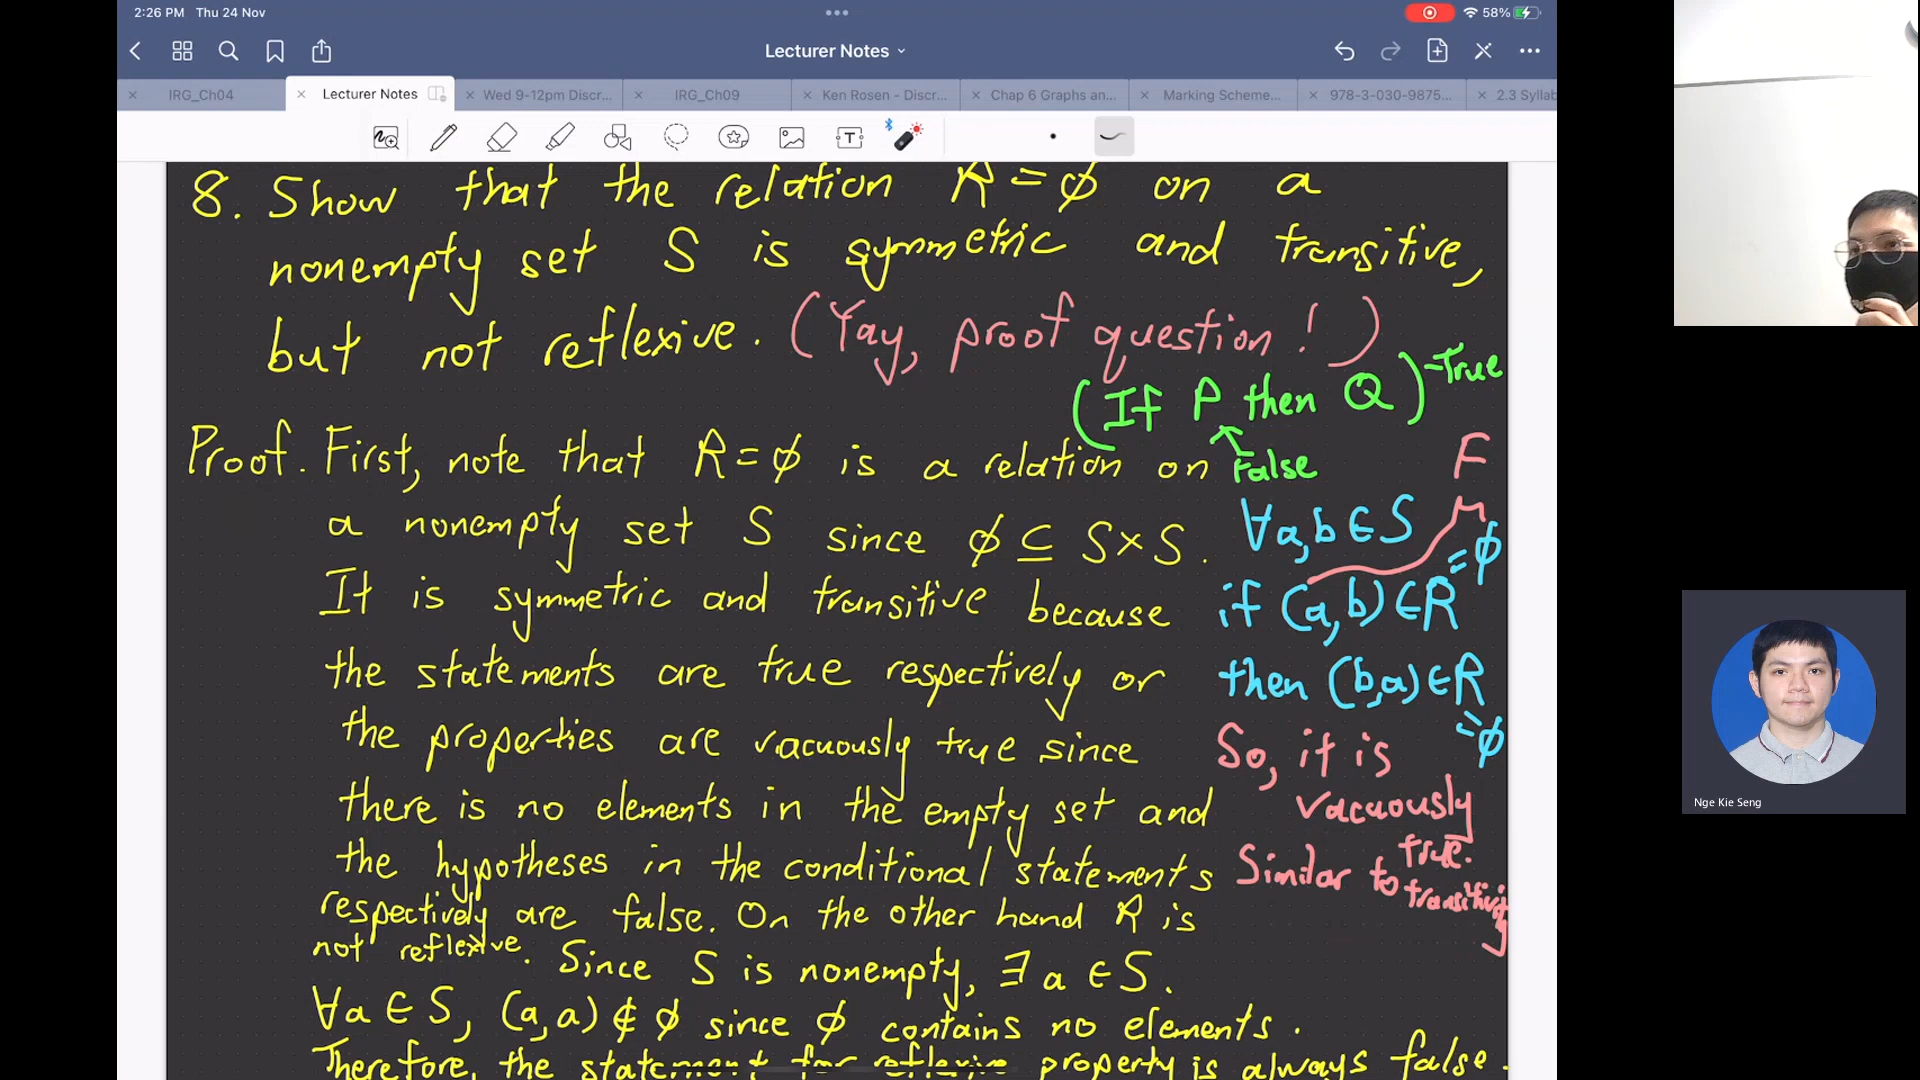 2:26 PM Thu 24 Nov
58%
Lecturer Notes
IRG_Ch04
Lecturer Notes
Wed 9-12pm Discr...
IRG_Ch09
Ken Rosen - Discr...
Chap 6 Graphs an...
Marking Scheme...
978-3-030-9875...
2.3 Syllab
8. Show that the relation R = ∅ on a
nonempty set S is symmetric and transitive,
but not reflexive. (Yay, proof question!)
(If P then Q) - True
False
Proof. First, note that R = ∅ is a relation on
a nonempty set S since ∅ ⊆ S×S.
It is symmetric and transitive because
the statements are true respectively or
the properties are vacuously true since
there is no elements in the empty set and
the hypotheses in the conditional statements
respectively are false. On the other hand R is
not reflexive. Since S is nonempty, ∃ a ∈ S.
∀a ∈ S, (a,a) ∉ ∅ since ∅ contains no elements.
Therefore, the statement for reflexive property is always false.
F
∀a,b ∈ S
if (a,b) ∈ R = ∅
then (b,a) ∈ R = ∅
So, it is
vacuously
true.
Similar to transitivity
Nge Kie Seng